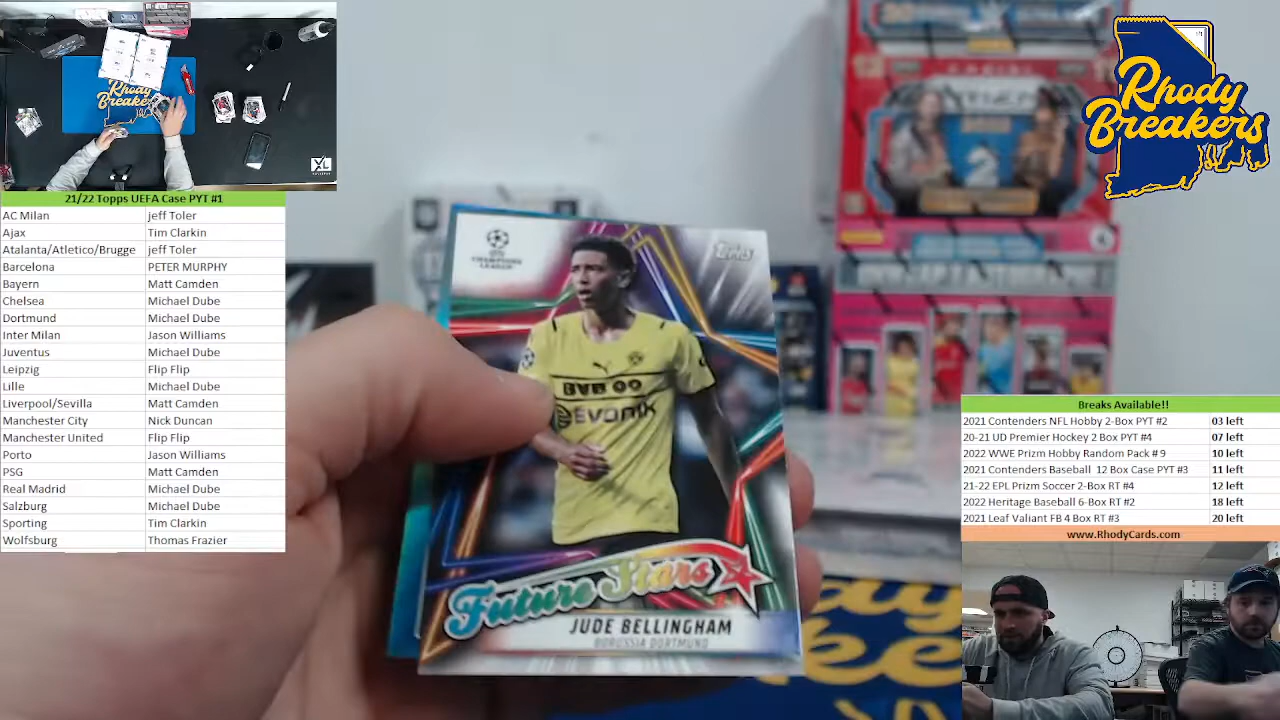 21/22 Topps UEFA Case PYT #1
AC Milan jeff Toler
Ajax Tim Clarkin
Atalanta/Atletico/Brugge jeff Toler
Barcelona PETER MURPHY
Bayern Matt Camden
Chelsea Michael Dube
Dortmund Michael Dube
Inter Milan Jason Williams
Juventus Michael Dube
Leipzig Flip Flip
Lille Michael Dube
Liverpool/Sevilla Matt Camden
Manchester City Nick Duncan
Manchester United Flip Flip
Porto Jason Williams
PSG Matt Camden
Real Madrid Michael Dube
Salzburg Michael Dube
Sporting Tim Clarkin
Wolfsburg Thomas Frazier
Rhody
Breakers
XL
CHAMPIONS
LEAGUE
Topps
BVB 09
EVONIK
Future Stars
JUDE BELLINGHAM
BORUSSIA DORTMUND
2
Rhody
Breakers
Breaks Available!!
2021 Contenders NFL Hobby 2-Box PYT #2 03 left
20-21 UD Premier Hockey 2 Box PYT #4 07 left
2022 WWE Prizm Hobby Random Pack # 9 10 left
2021 Contenders Baseball 12 Box Case PYT #3 11 left
21-22 EPL Prizm Soccer 2-Box RT #4 12 left
2022 Heritage Baseball 6-Box RT #2 18 left
2021 Leaf Valiant FB 4 Box RT #3 20 left
www.RhodyCards.com